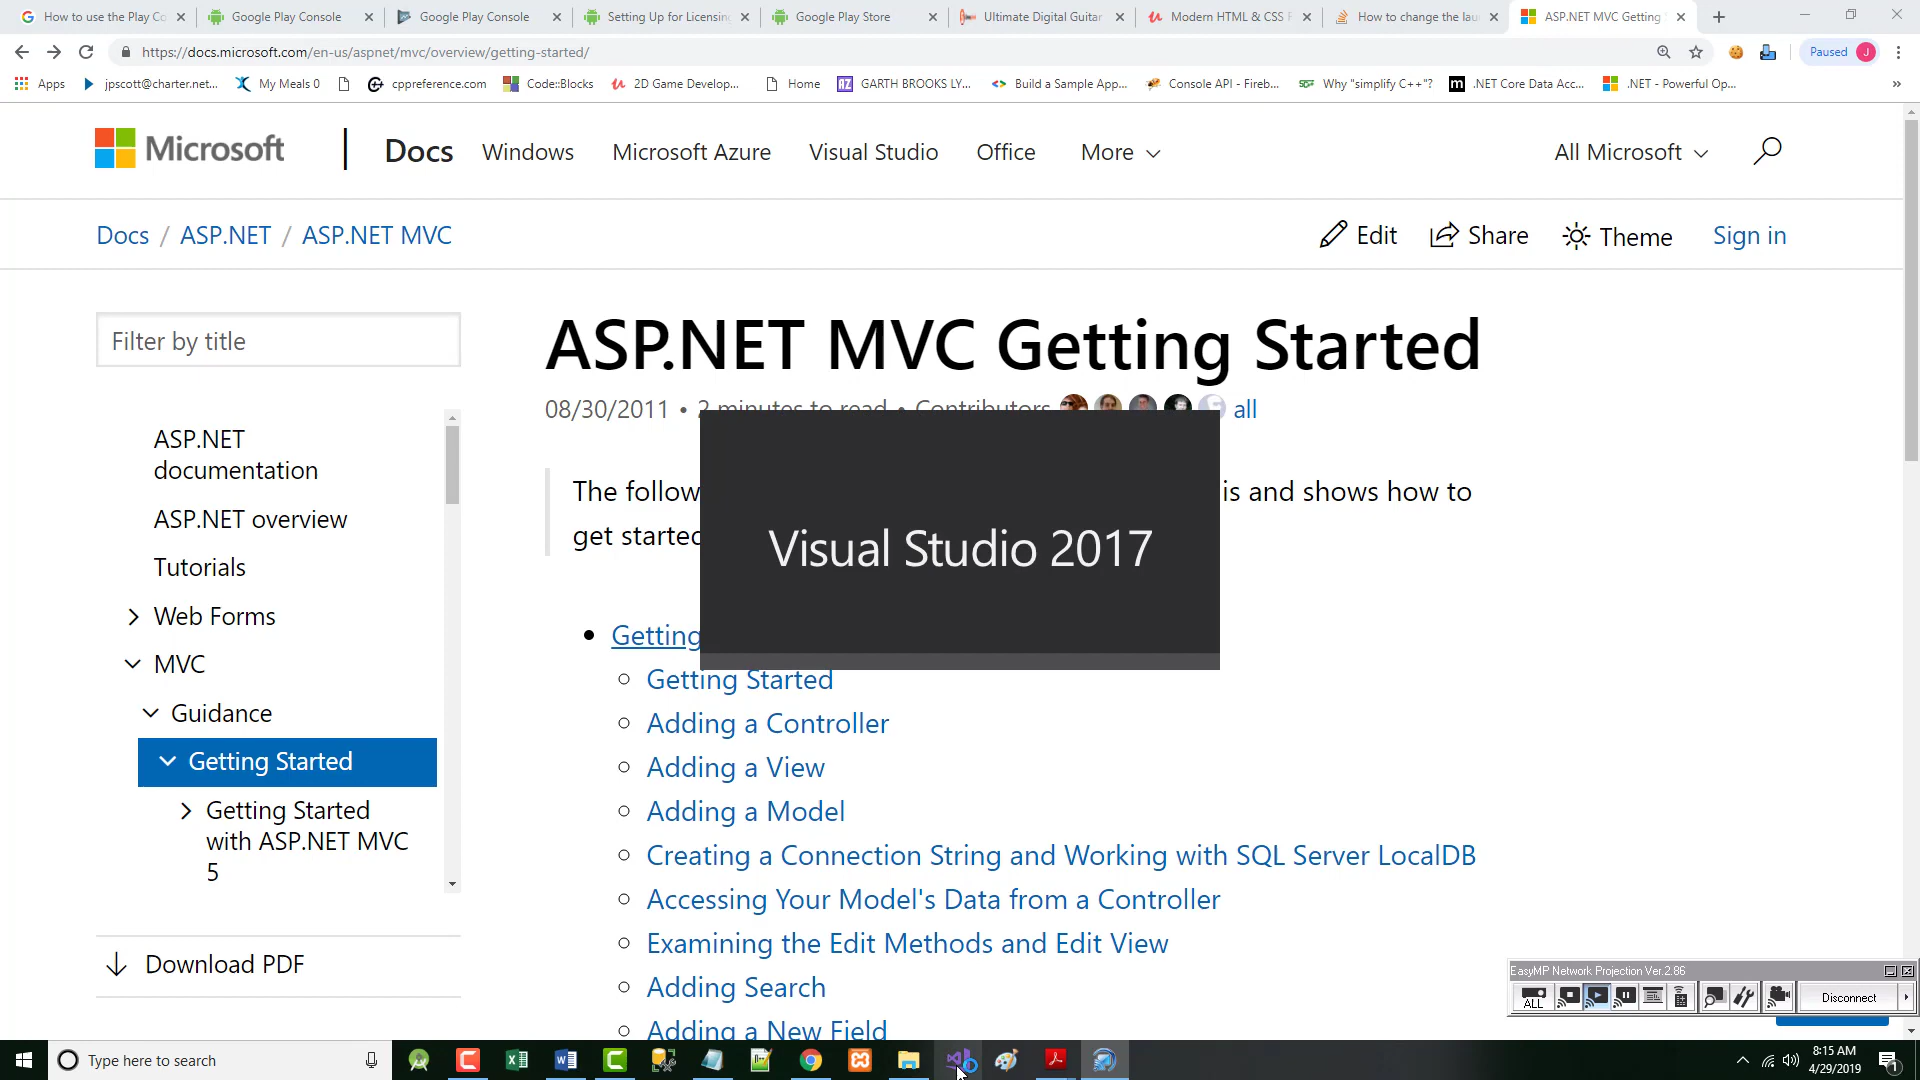 How to use the Play Co
Google Play Console
Google Play Console
Setting Up for Licensing
Google Play Store
Ultimate Digital Guitar
Modern HTML & CSS F
How to change the lau
ASP.NET MVC Getting
https://docs.microsoft.com/en-us/aspnet/mvc/overview/getting-started/
Paused J
Apps
jpscott@charter.net...
My Meals 0
cppreference.com
Code::Blocks
2D Game Develop...
Home
AZ GARTH BROOKS LY...
Build a Sample App...
Console API - Fireb...
Why "simplify C++"?
m .NET Core Data Acc...
.NET - Powerful Op...
Microsoft
Docs
Windows
Microsoft Azure
Visual Studio
Office
More
All Microsoft
Docs / ASP.NET / ASP.NET MVC
Edit
Share
Theme
Sign in
Filter by title
ASP.NET MVC Getting Started
08/30/2011 • 2 minutes to read • Contributors all
ASP.NET
documentation
ASP.NET overview
Tutorials
Web Forms
MVC
Guidance
Getting Started
Getting Started
with ASP.NET MVC
5
Download PDF
The follow
is and shows how to
get started
Visual Studio 2017
Getting
Getting Started
Adding a Controller
Adding a View
Adding a Model
Creating a Connection String and Working with SQL Server LocalDB
Accessing Your Model's Data from a Controller
Examining the Edit Methods and Edit View
Adding Search
Adding a New Field
EasyMP Network Projection Ver.2.86
ALL
Disconnect
Type here to search
8:15 AM
4/29/2019
1